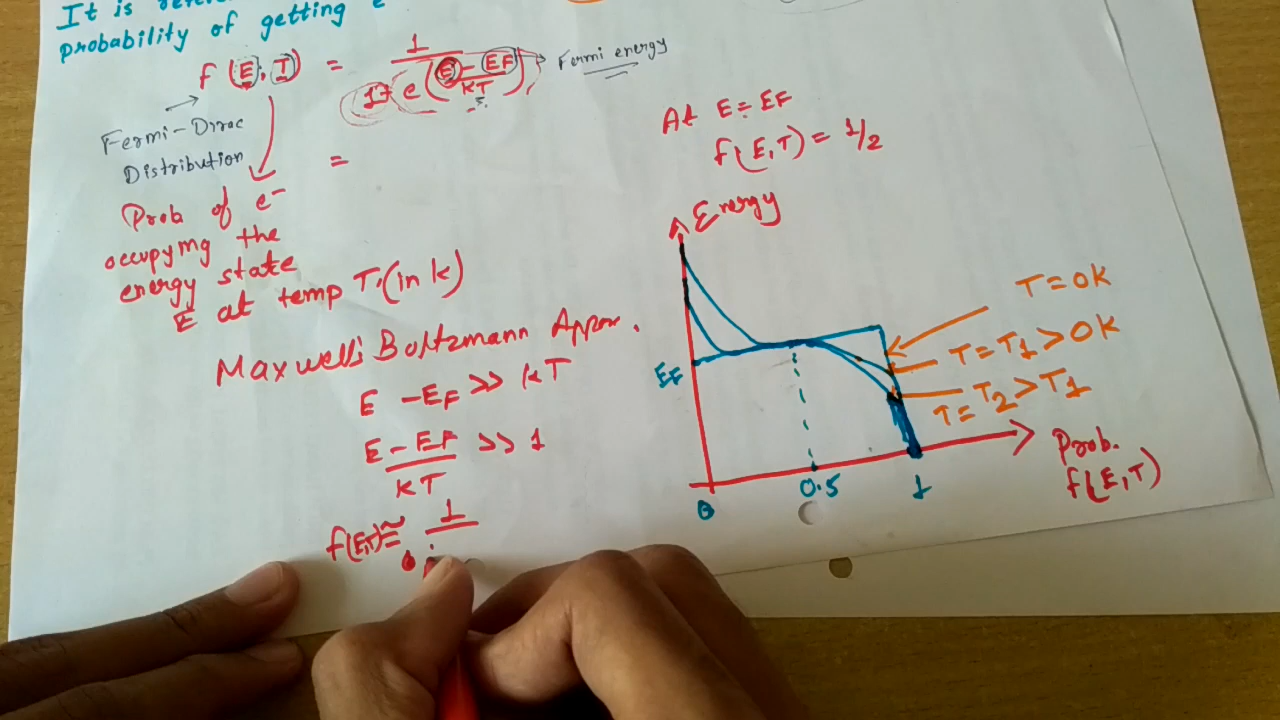 It is
probability of getting e
f (E, T) = 1 / 1 + e ( E - EF / KT )
Fermi energy
Fermi-Dirac
Distribution
=
Prob of e⁻
occupying the
energy state
E at temp T. (in k)
Maxwell's Boltzmann Appox.
E - EF >> kT
E - EF / KT >> 1
f(E,T) ≅ 1
At E = EF
f(E,T) = 1/2
Energy
T = 0K
T = T1 > 0K
T = T2 > T1
EF
0
0.5
1
Prob.
f(E,T)